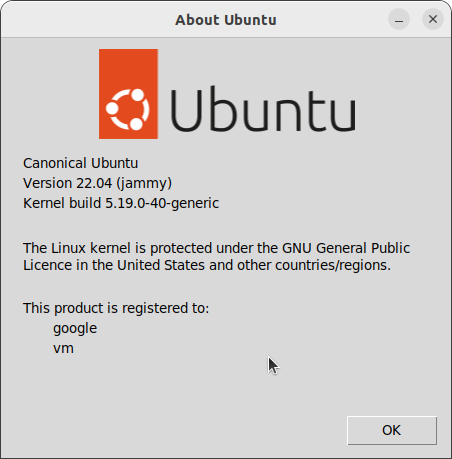 About Ubuntu
Ubuntu
Canonical Ubuntu
Version 22.04 (jammy)
Kernel build 5.19.0-40-generic
The Linux kernel is protected under the GNU General Public
Licence in the United States and other countries/regions.
This product is registered to:
google
vm
OK